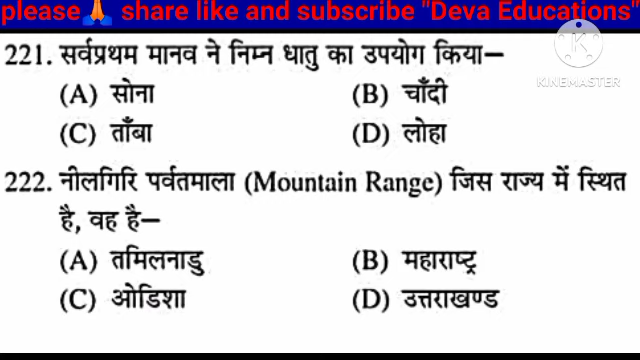 please🙏 share like and subscribe "Deva Educations"
221. सर्वप्रथम मानव ने निम्न धातु का उपयोग किया—
(A) सोना (B) चाँदी
KINEMASTER
(C) ताँबा (D) लोहा
222. नीलगिरि पर्वतमाला (Mountain Range) जिस राज्य में स्थित
है, वह है—
(A) तमिलनाडु (B) महाराष्ट्र
(C) ओडिशा (D) उत्तराखण्ड